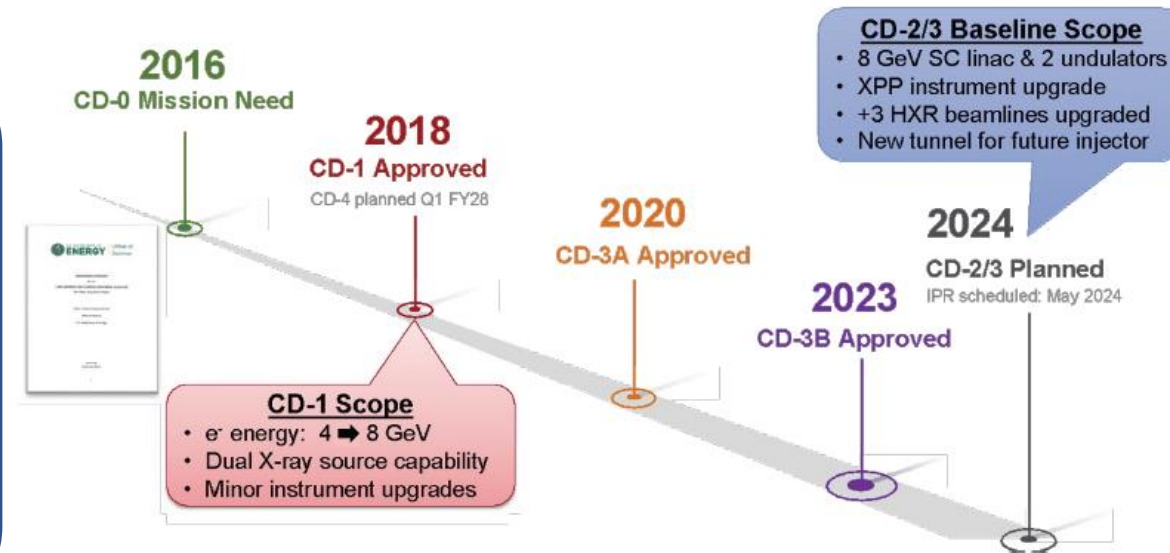 2016
CD-0 Mission Need
ENERGY
2018
CD-1 Approved
CD-4 planned Q1 FY28
CD-1 Scope
• e- energy: 4 ➡ 8 GeV
• Dual X-ray source capability
• Minor instrument upgrades
2020
CD-3A Approved
2023
CD-3B Approved
CD-2/3 Baseline Scope
• 8 GeV SC linac & 2 undulators
• XPP instrument upgrade
• +3 HXR beamlines upgraded
• New tunnel for future injector
2024
CD-2/3 Planned
IPR scheduled: May 2024